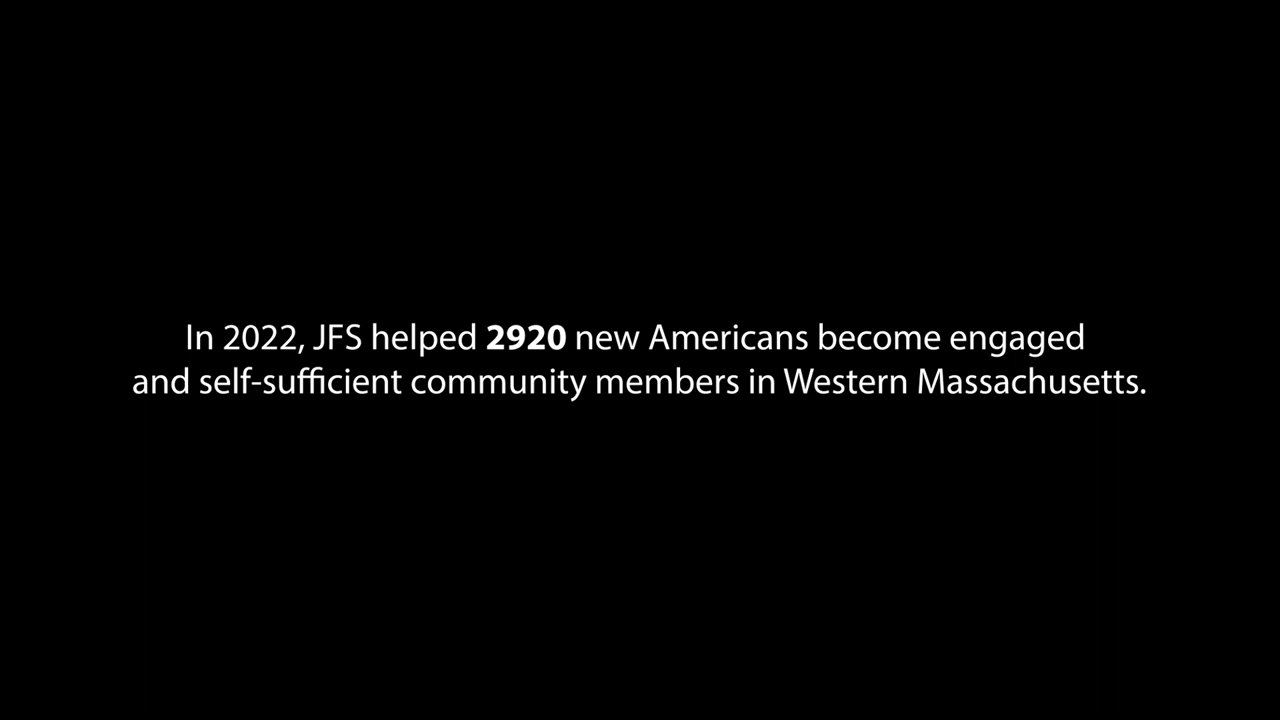 In 2022, JFS helped 2920 new Americans become engaged
and self-sufficient community members in Western Massachusetts.